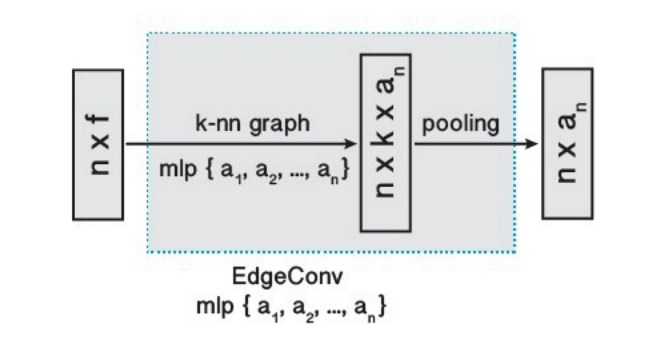 n x f
k-nn graph
mlp { a₁, a₂, ..., aₙ}
n x k x aₙ
pooling
n x aₙ
EdgeConv
mlp { a₁, a₂, ..., aₙ}